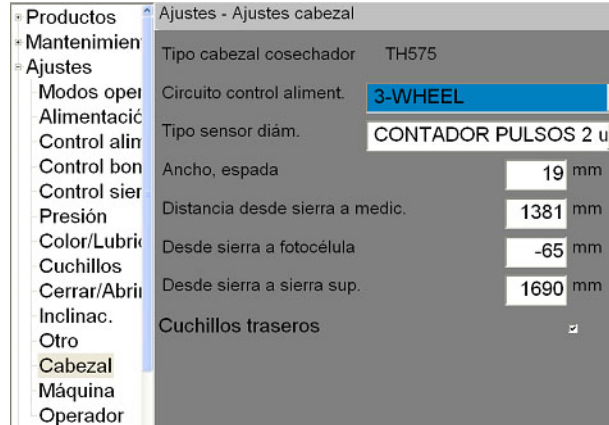 Productos
Mantenimien
Ajustes
Modos oper
Alimentació
Control alim
Control bon
Control sier
Presión
Color/Lubri
Cuchillos
Cerrar/Abri
Inclinac.
Otro
Cabezal
Máquina
Operador
Ajustes - Ajustes cabezal
Tipo cabezal cosechador TH575
Circuito control aliment. 3-WHEEL
Tipo sensor diám. CONTADOR PULSOS 2 u
Ancho, espada 19 mm
Distancia desde sierra a medic. 1381 mm
Desde sierra a fotocélula -65 mm
Desde sierra a sierra sup. 1690 mm
Cuchillos traseros